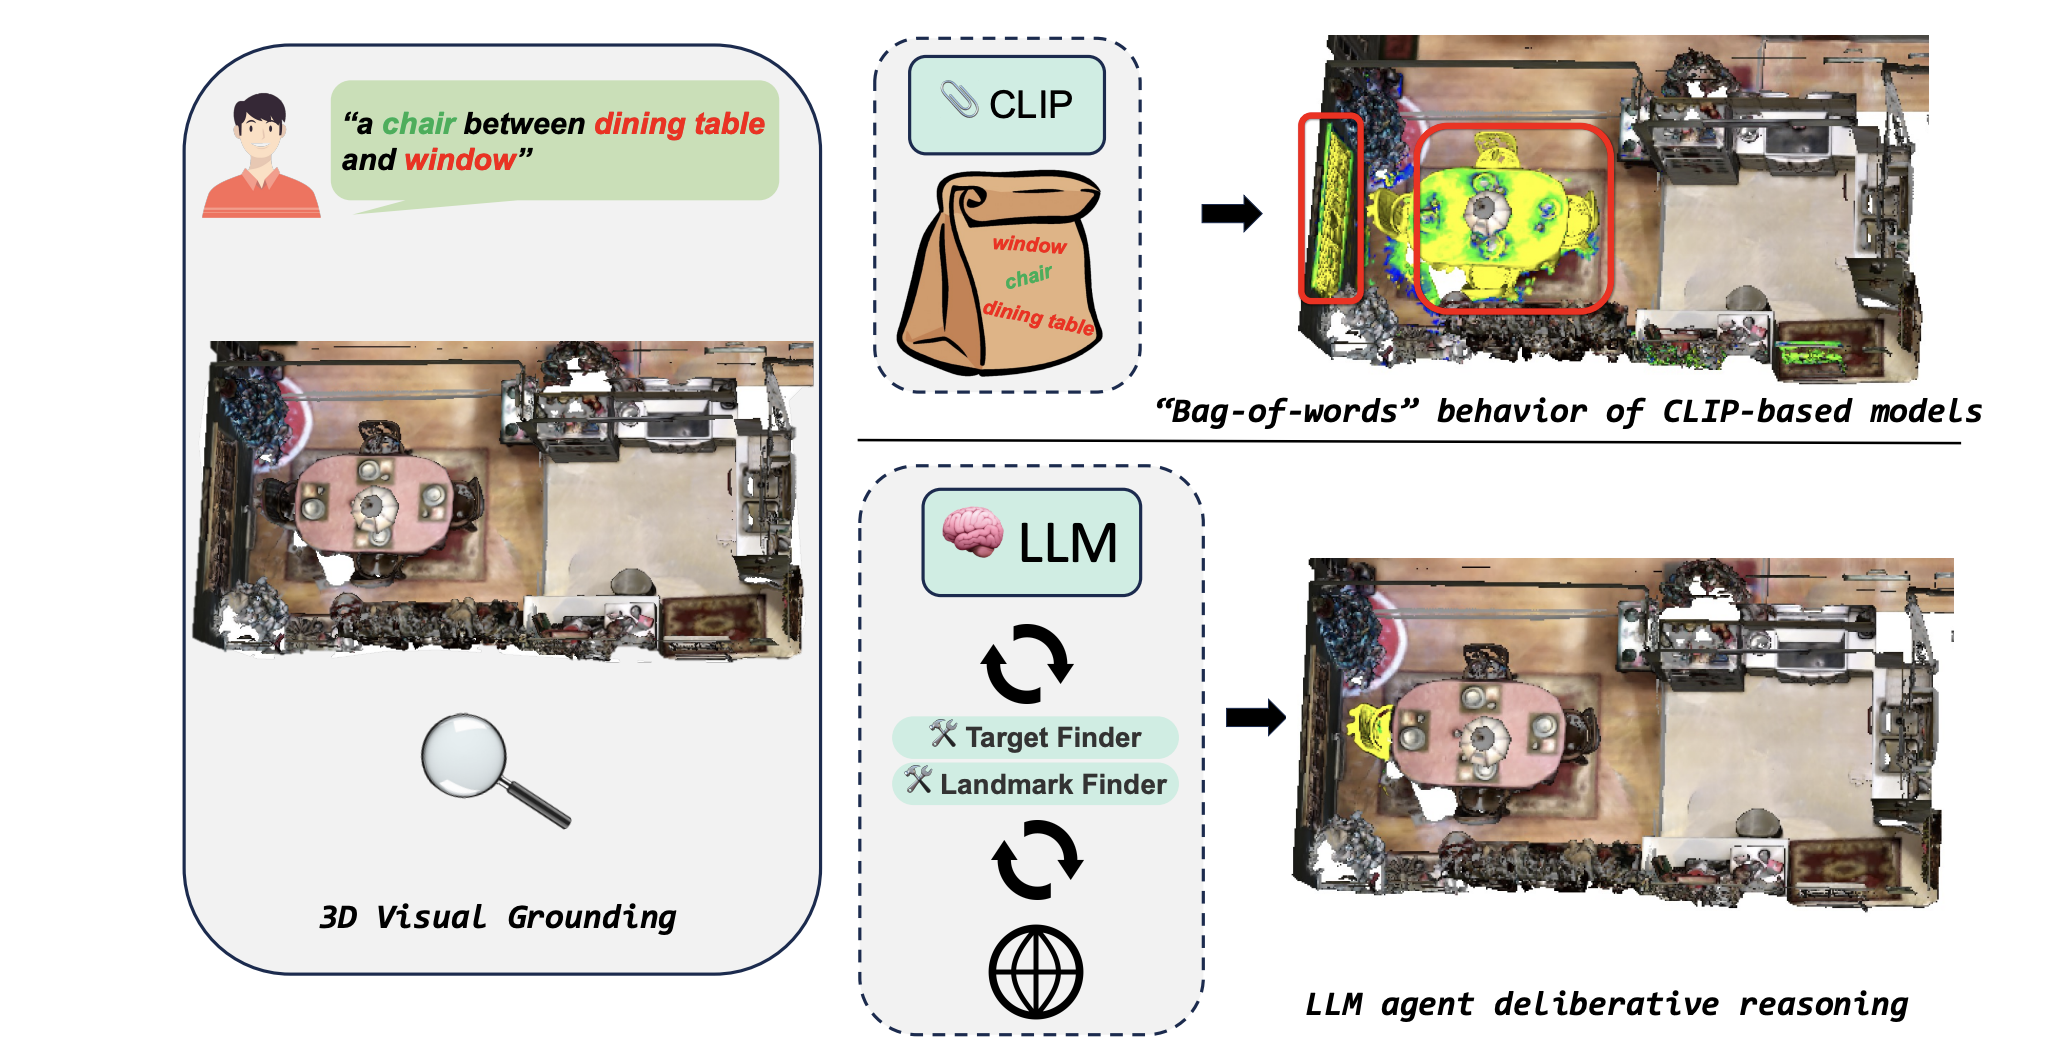 “a chair between dining table
and window”
3D Visual Grounding
CLIP
window
chair
dining table
“Bag-of-words” behavior of CLIP-based models
LLM
Target Finder
Landmark Finder
LLM agent deliberative reasoning